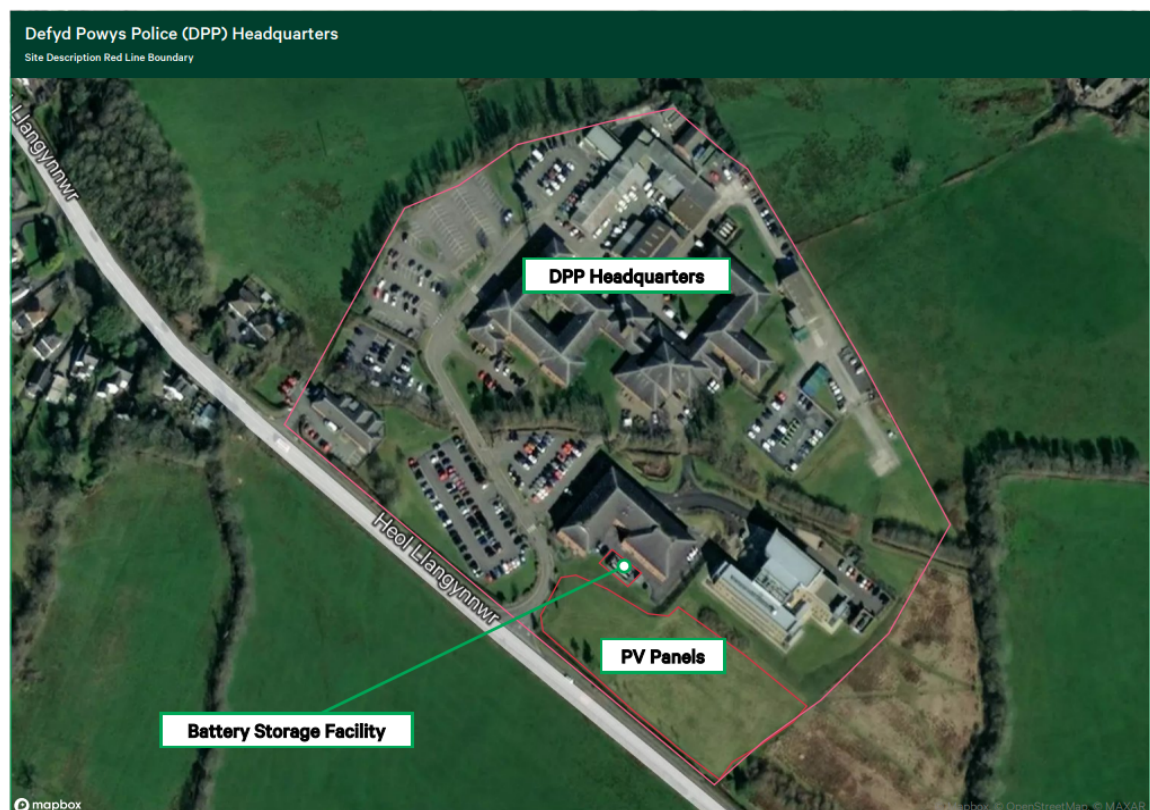 Defyd Powys Police (DPP) Headquarters
Site Description Red Line Boundary
Llangynnwr
DPP Headquarters
Heol Llangynnwr
PV Panels
Battery Storage Facility
mapbox
© Mapbox © OpenStreetMap © MAXAR